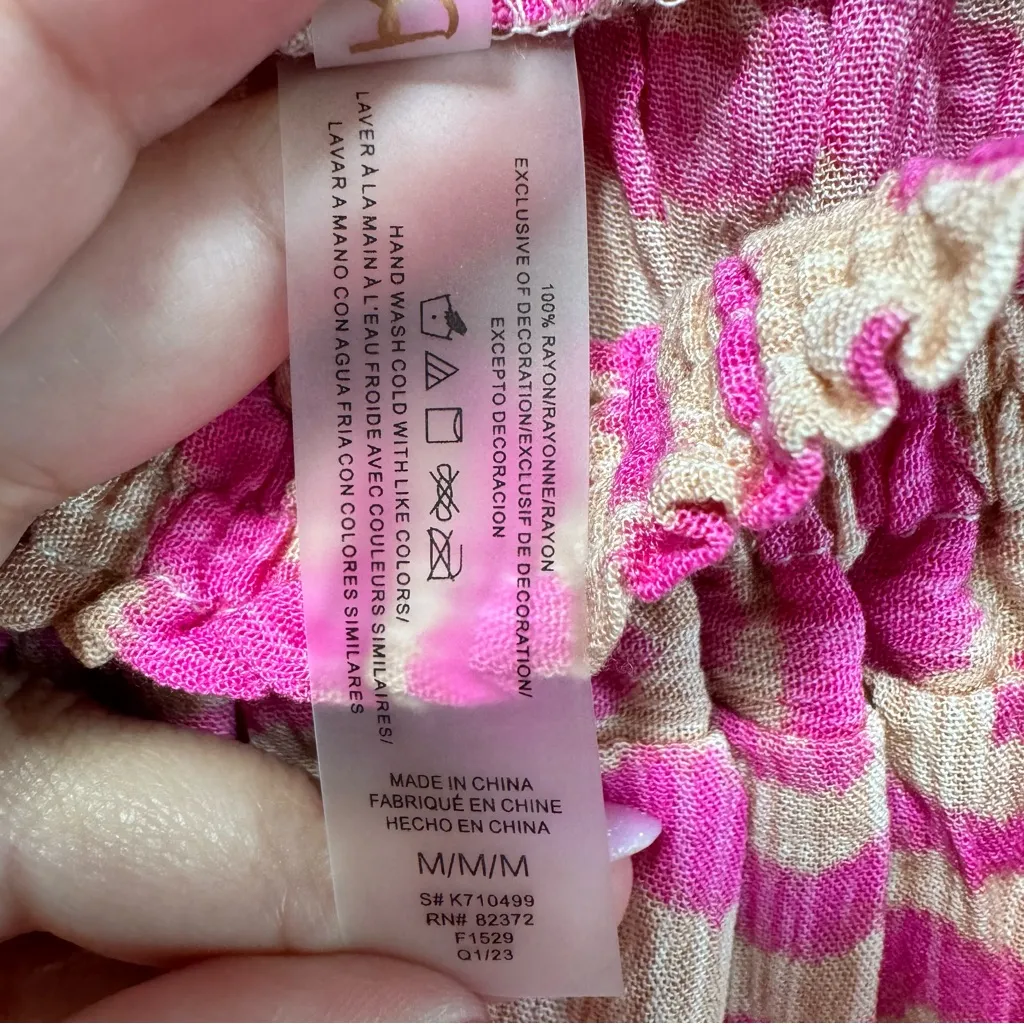 100% RAYON/RAYONNE/RAYON
EXCLUSIVE OF DECORATION/EXCLUSIF DE DECORATION/
EXCEPTO DECORACION
HAND WASH COLD WITH LIKE COLORS/
LAVER À LA MAIN À L'EAU FROIDE AVEC COULEURS SIMILAIRES/
LAVAR A MANO CON AGUA FRIA CON COLORES SIMILARES
MADE IN CHINA
FABRIQUÉ EN CHINE
HECHO EN CHINA
M/M/M
S# K710499
RN# 82372
F1529
Q1/23